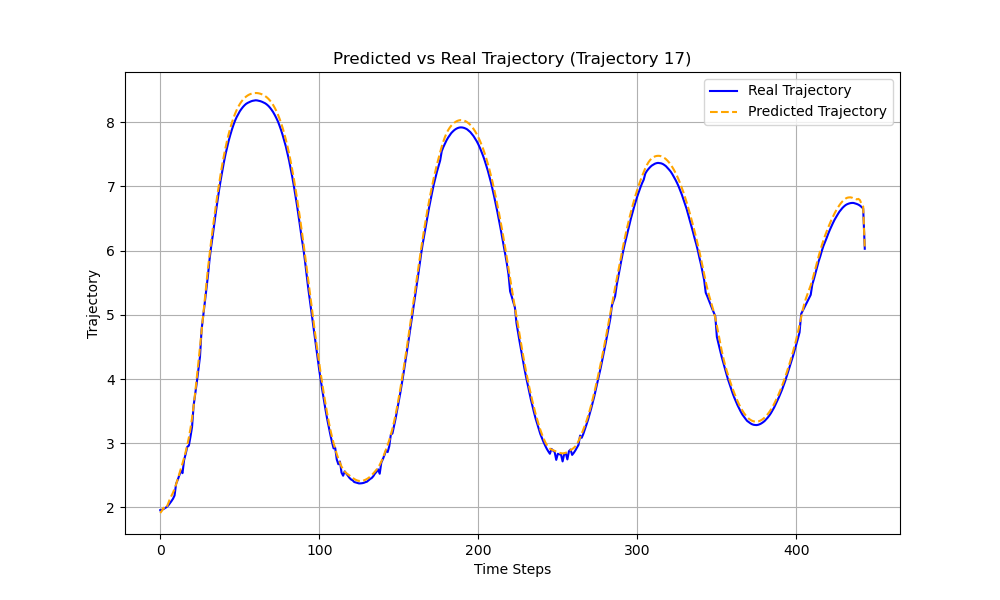 Predicted vs Real Trajectory (Trajectory 17)
Real Trajectory
Predicted Trajectory
Trajectory
8
7
6
5
4
3
2
0 100 200 300 400
Time Steps